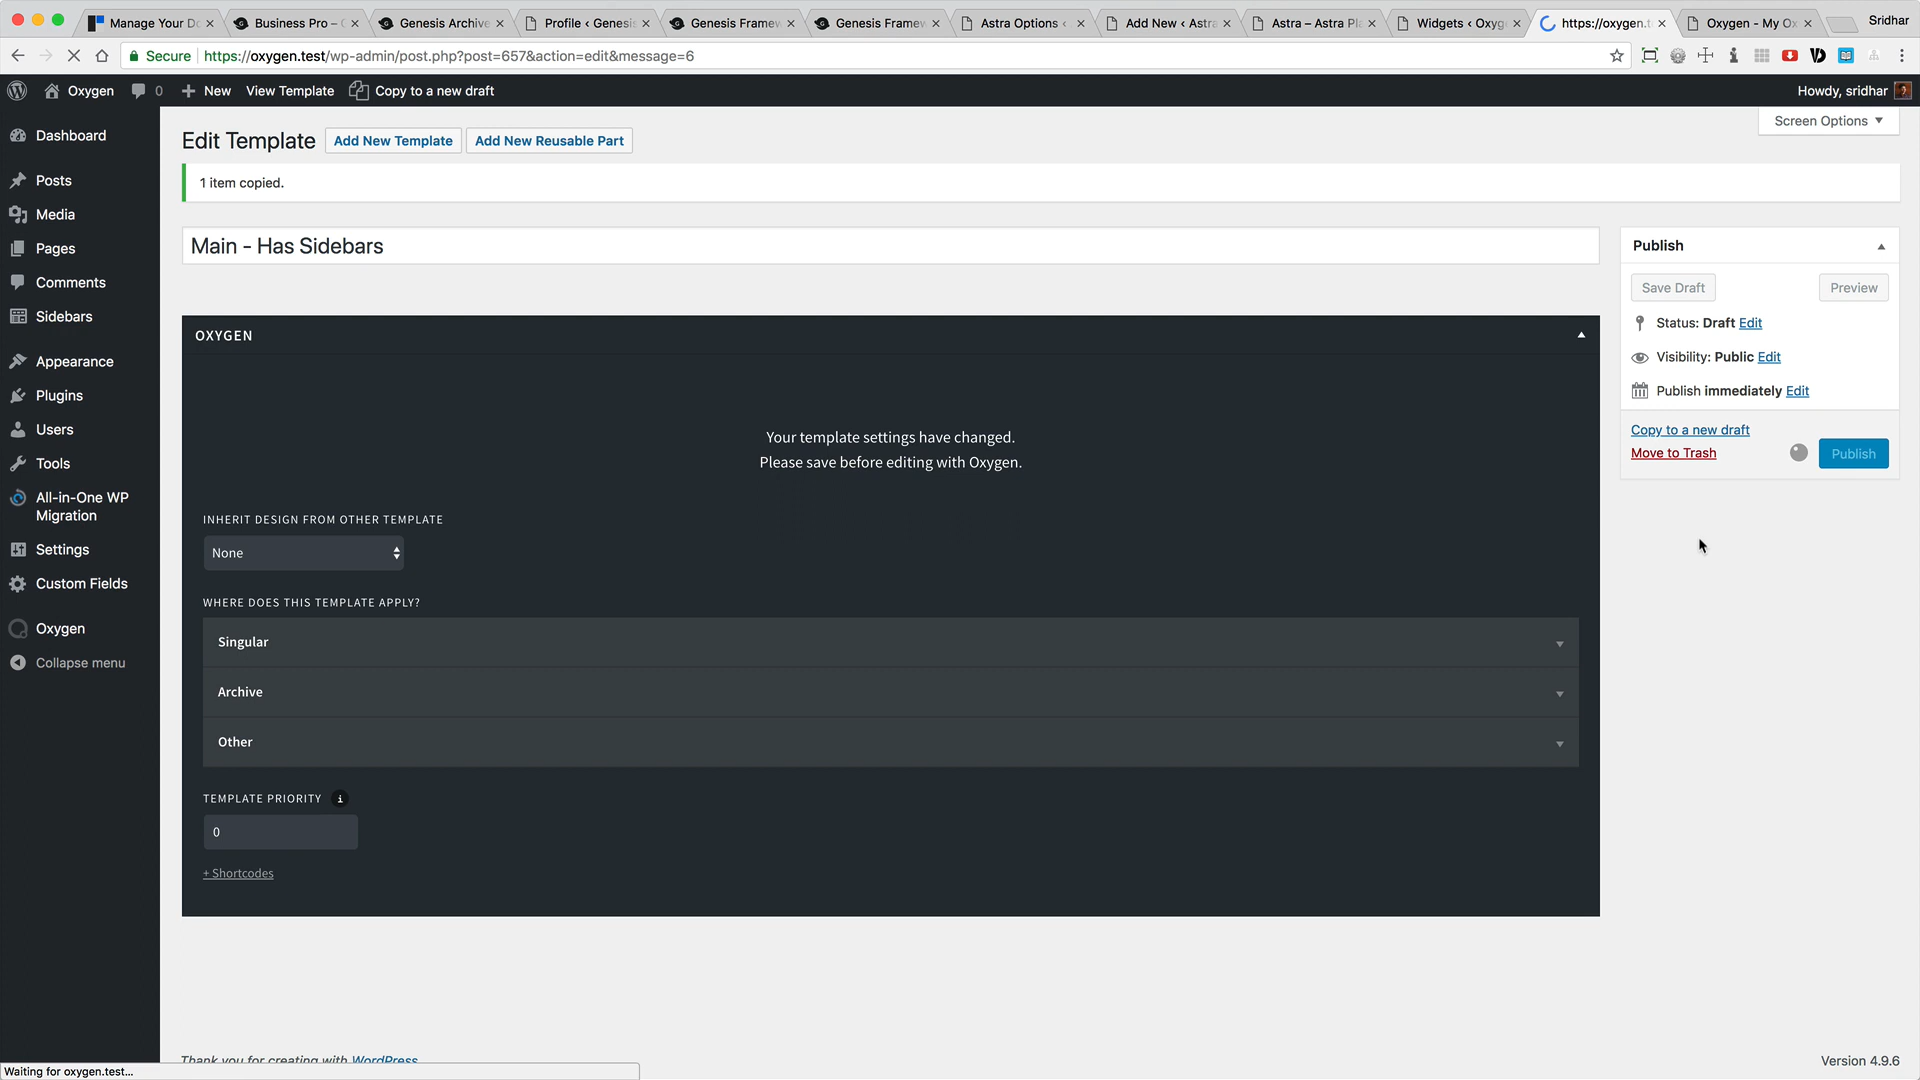 Manage Your Do
Business Pro – G
Genesis Archive
Profile ‹ Genesis
Genesis Framew
Genesis Framew
Astra Options ‹
Add New ‹ Astra
Astra – Astra Pl
Widgets ‹ Oxyg
https://oxygen.t
Oxygen - My Ox
Sridhar
Secure
https://oxygen.test/wp-admin/post.php?post=657&action=edit&message=6
Oxygen
0
New
View Template
Copy to a new draft
Howdy, sridhar
Dashboard
Posts
Media
Pages
Comments
Sidebars
Appearance
Plugins
Users
Tools
All-in-One WP
Migration
Settings
Custom Fields
Oxygen
Collapse menu
Screen Options
Edit Template
Add New Template
Add New Reusable Part
1 item copied.
Main - Has Sidebars
OXYGEN
Your template settings have changed.
Please save before editing with Oxygen.
INHERIT DESIGN FROM OTHER TEMPLATE
None
WHERE DOES THIS TEMPLATE APPLY?
Singular
Archive
Other
TEMPLATE PRIORITY i
0
+ Shortcodes
Publish
Save Draft
Preview
Status: Draft Edit
Visibility: Public Edit
Publish immediately Edit
Copy to a new draft
Move to Trash
Publish
Thank you for creating with WordPress
Version 4.9.6
Waiting for oxygen.test...